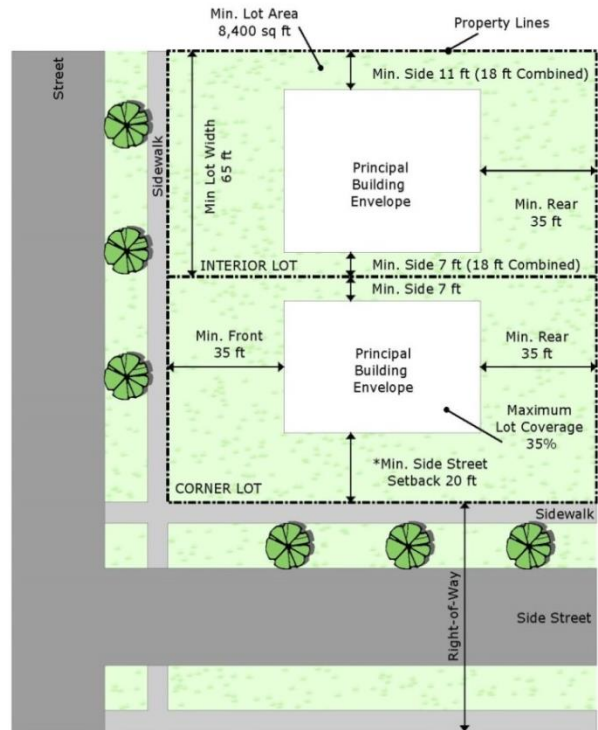 Min. Lot Area
8,400 sq ft
Property Lines
Street
Min. Side 11 ft (18 ft Combined)
Sidewalk
Min Lot Width
65 ft
Principal
Building
Envelope
Min. Rear
35 ft
INTERIOR LOT
Min. Side 7 ft (18 ft Combined)
Min. Side 7 ft
Min. Front
35 ft
Principal
Building
Envelope
Min. Rear
35 ft
Maximum
Lot Coverage
35%
*Min. Side Street
Setback 20 ft
CORNER LOT
Sidewalk
Right-of-Way
Side Street